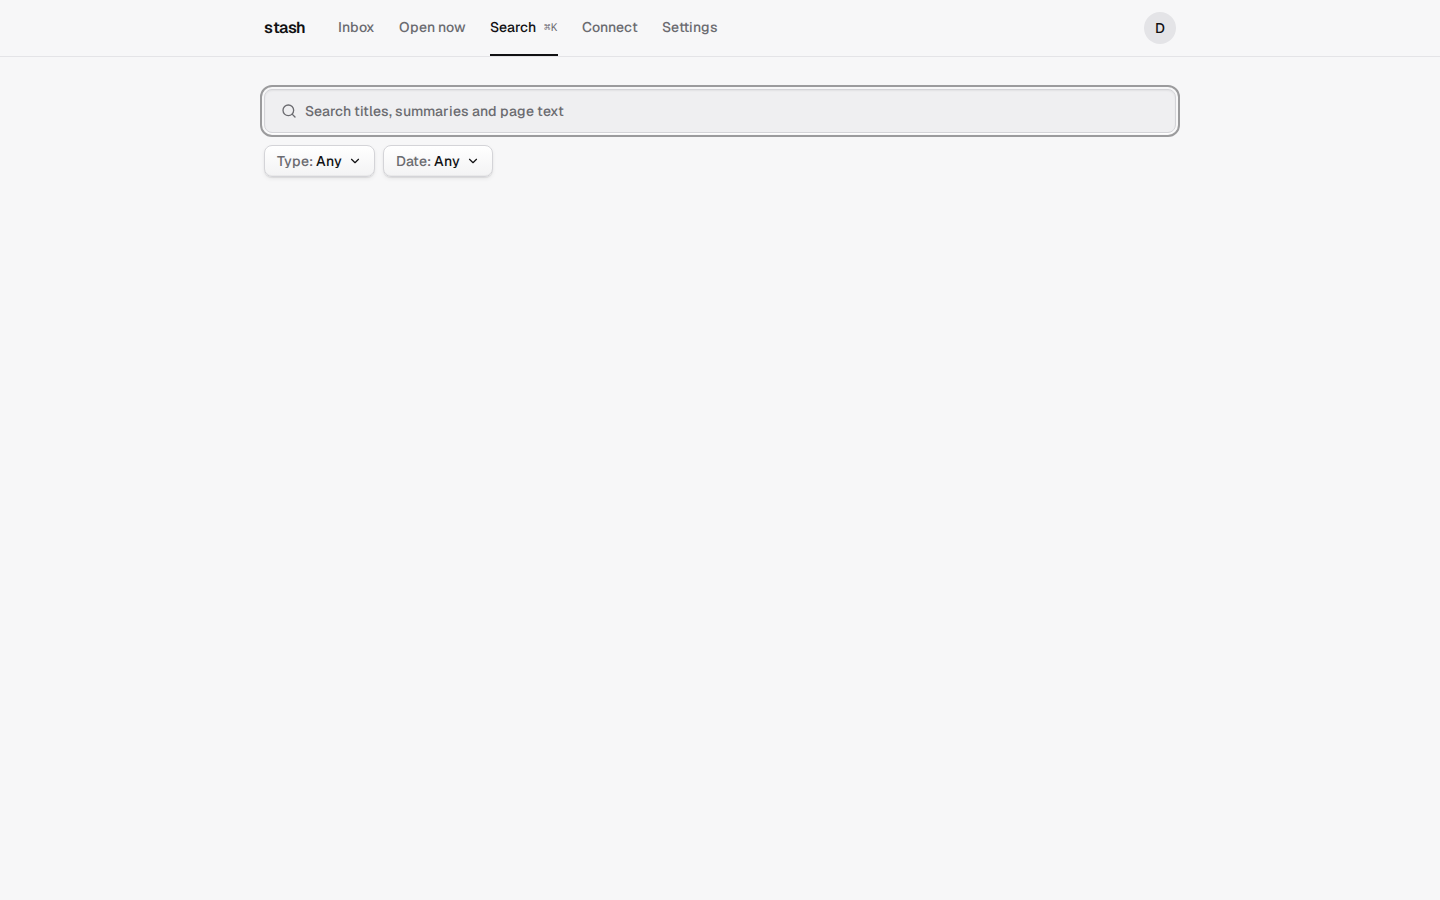 stash Inbox Open now Search ⌘K Connect Settings D
Search titles, summaries and page text
Type: Any Date: Any